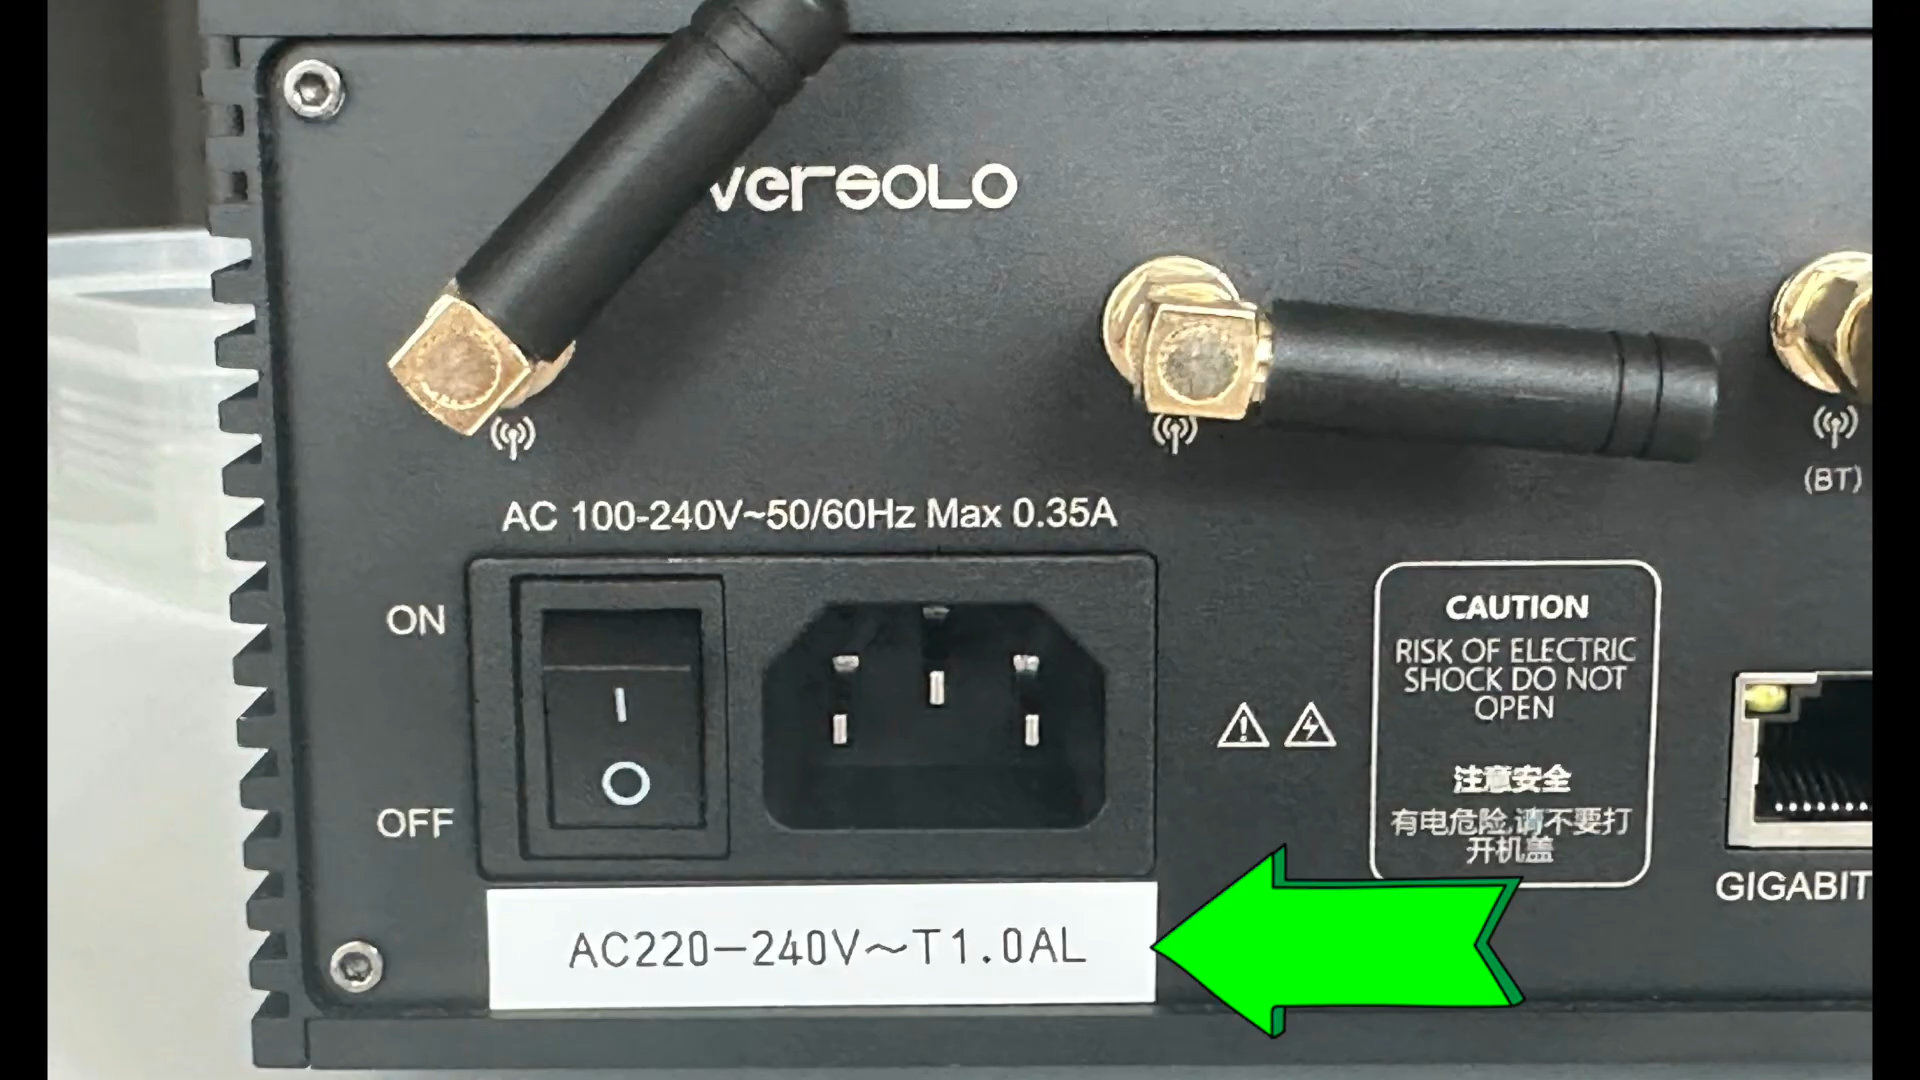 versolo
AC 100-240V~50/60Hz Max 0.35A
(BT)
ON
OFF
CAUTION
RISK OF ELECTRIC
SHOCK DO NOT
OPEN
注意安全
有电危险,请不要打
开机盖
GIGABIT
AC220-240V~T1.0AL